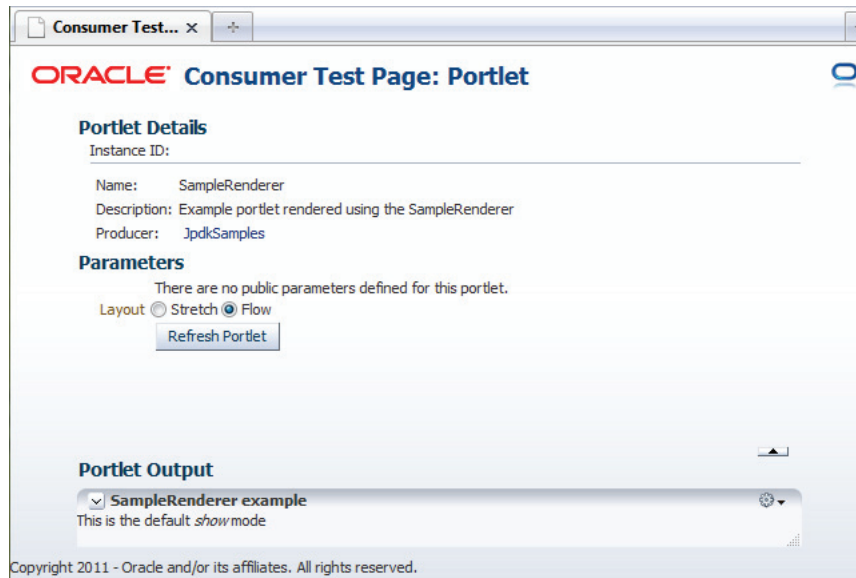 Consumer Test...
ORACLE Consumer Test Page: Portlet
Portlet Details
Instance ID:
Name: SampleRenderer
Description: Example portlet rendered using the SampleRenderer
Producer: JpdkSamples
Parameters
There are no public parameters defined for this portlet.
Layout Stretch Flow
Refresh Portlet
Portlet Output
SampleRenderer example
This is the default show mode
Copyright 2011 - Oracle and/or its affiliates. All rights reserved.